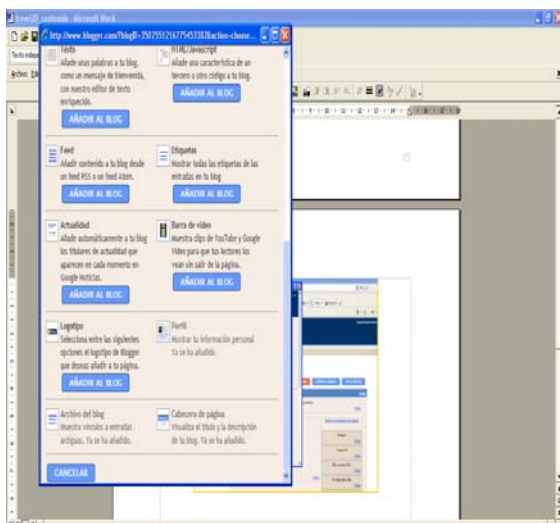 Microsoft Word
http://www.blogger.com/
Texto
Añade unas palabras a tu blog,
como un mensaje de bienvenida,
con nuestro editor de texto
enriquecido.
AÑADIR AL BLOG
HTML/Javascript
Añade una característica de un
tercero u otro código a tu blog.
AÑADIR AL BLOG
Feed
Añadir contenido a tu blog desde
un feed RSS o un feed Atom.
AÑADIR AL BLOG
Etiquetas
Mostrar todas las etiquetas de las
entradas en tu blog
AÑADIR AL BLOG
Actualidad
Añade automáticamente a tu blog
los titulares de actualidad que
aparecen en cada momento en
Google Noticias.
AÑADIR AL BLOG
Barra de vídeo
Muestra clips de YouTube y Google
Video para que tus lectores los
vean sin salir de la página.
AÑADIR AL BLOG
Logotipo
Selecciona entre las siguientes
opciones el logotipo de Blogger
que deseas añadir a tu página.
AÑADIR AL BLOG
Perfil
Mostrar tu información personal
Ya se ha añadido.
Archivo del blog
Muestra vínculos a entradas
antiguas. Ya se ha añadido.
Cabecera de página
Visualiza el título y la descripción
de tu blog. Ya se ha añadido.
CANCELAR